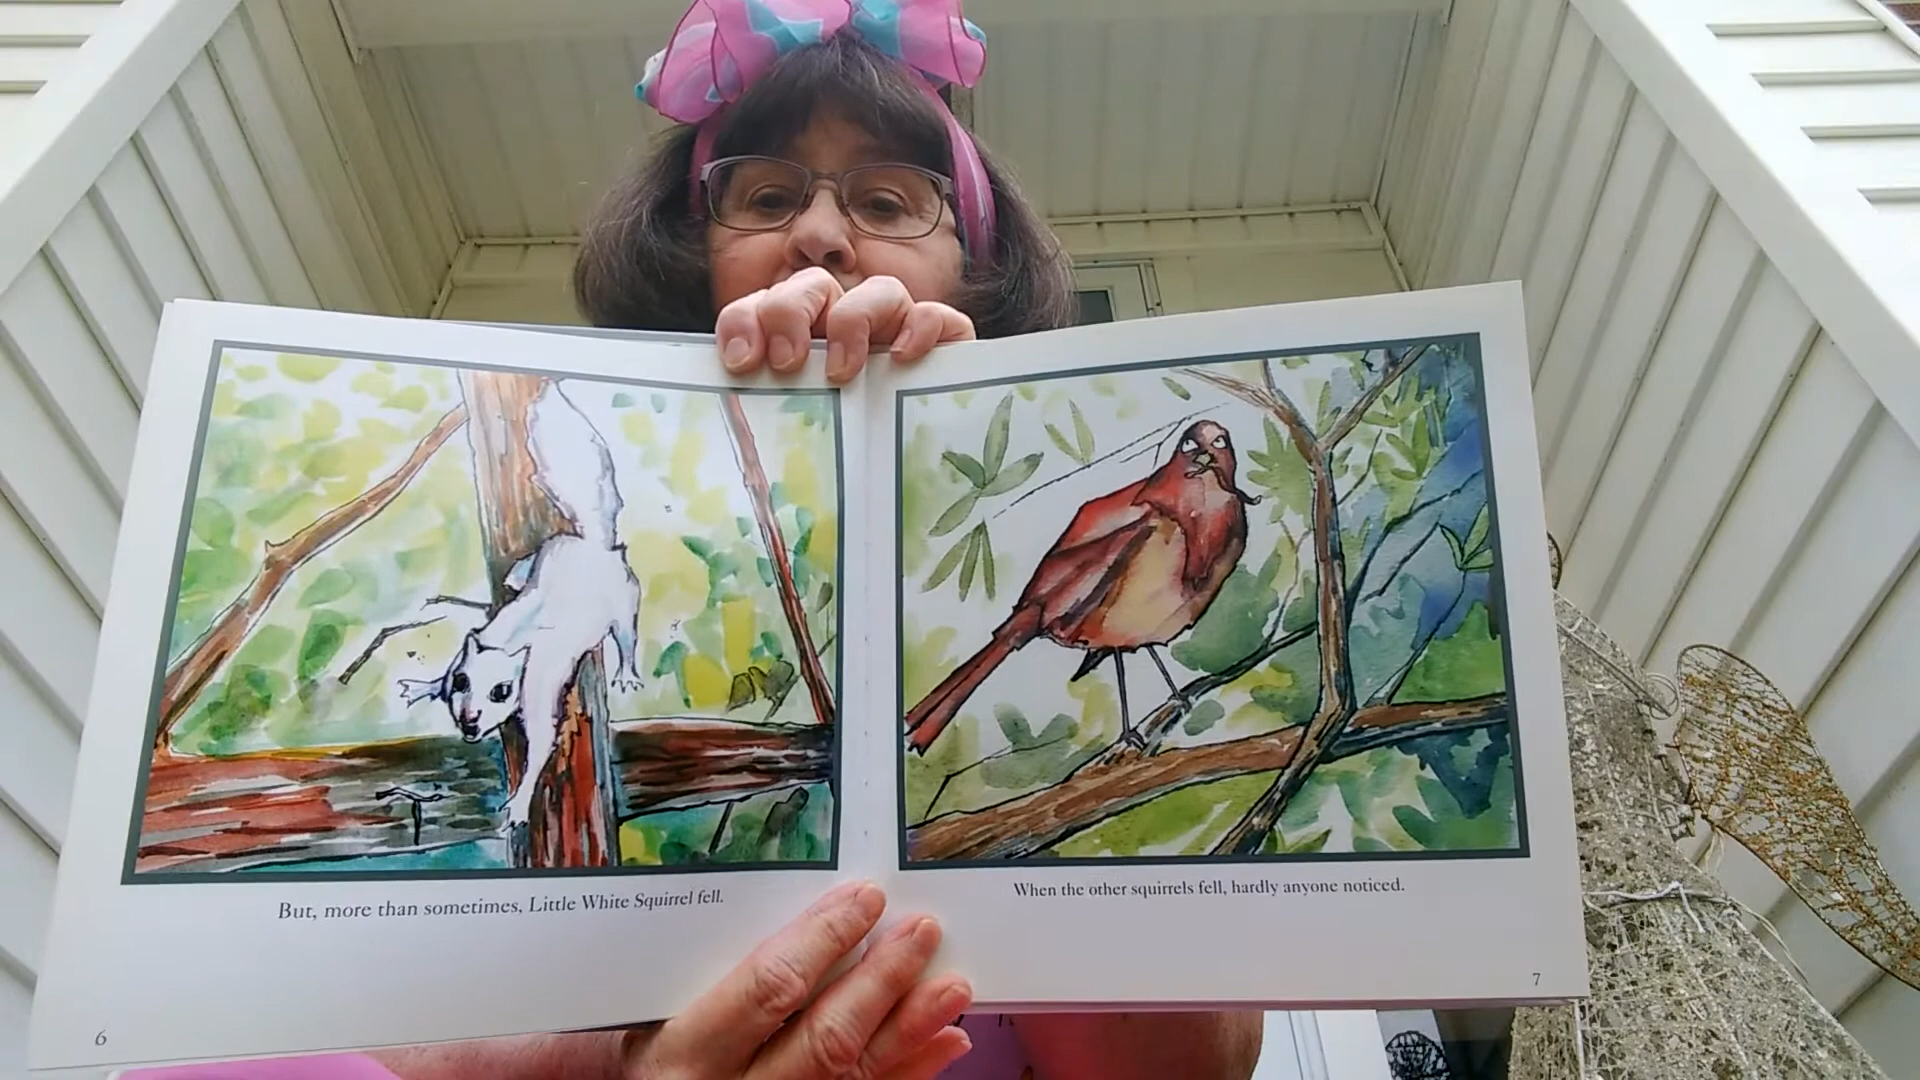 But, more than sometimes, Little White Squirrel fell.
6
When the other squirrels fell, hardly anyone noticed.
7